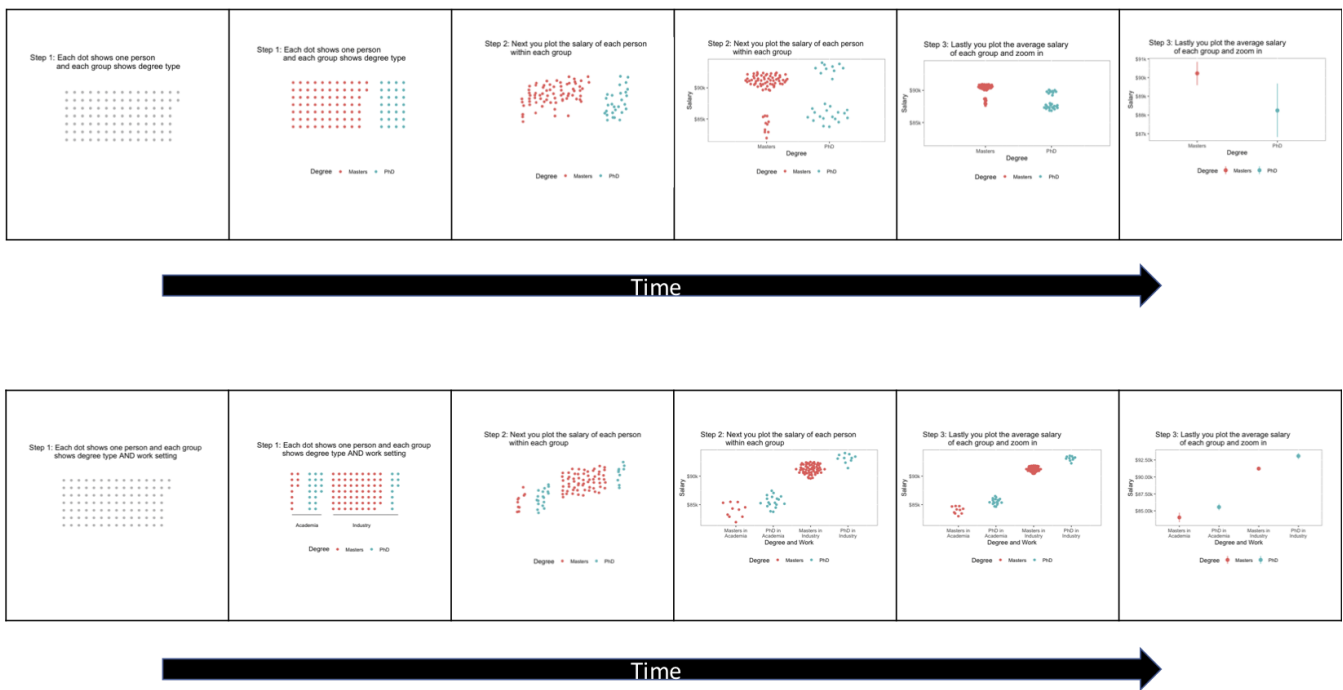 Step 1: Each dot shows one person
and each group shows degree type
Step 1: Each dot shows one person
and each group shows degree type
Degree Masters PhD
Step 2: Next you plot the salary of each person
within each group
Degree Masters PhD
Step 2: Next you plot the salary of each person
within each group
Salary
$90k
$85k
Masters PhD
Degree
Degree Masters PhD
Step 3: Lastly you plot the average salary
of each group and zoom in
Salary
$90k
$85k
Masters PhD
Degree
Degree Masters PhD
Step 3: Lastly you plot the average salary
of each group and zoom in
Salary
$91k
$90k
$89k
$88k
$87k
Masters PhD
Degree
Degree Masters PhD
Time
Step 1: Each dot shows one person and each group
shows degree type AND work setting
Step 1: Each dot shows one person and each group
shows degree type AND work setting
Academia Industry
Degree Masters PhD
Step 2: Next you plot the salary of each person
within each group
Degree Masters PhD
Step 2: Next you plot the salary of each person
within each group
Salary
$90k
$85k
Masters in Academia PhD in Academia Masters in Industry PhD in Industry
Degree and Work
Degree Masters PhD
Step 3: Lastly you plot the average salary
of each group and zoom in
Salary
$90k
$85k
Masters in Academia PhD in Academia Masters in Industry PhD in Industry
Degree and Work
Degree Masters PhD
Step 3: Lastly you plot the average salary
of each group and zoom in
Salary
$92.50k
$90.00k
$87.50k
$85.00k
Masters in Academia PhD in Academia Masters in Industry PhD in Industry
Degree and Work
Degree Masters PhD
Time